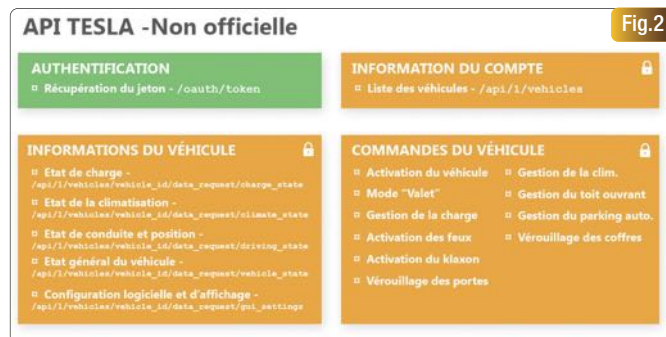 API TESLA -Non officielle
Fig.2
AUTHENTIFICATION
Récupération du jeton - /oauth/token
INFORMATION DU COMPTE
Liste des véhicules - /api/1/vehicles
INFORMATIONS DU VÉHICULE
Etat de charge -
/api/1/vehicles/vehicle_id/data_request/charge_state
Etat de la climatisation -
/api/1/vehicles/vehicle_id/data_request/climate_state
Etat de conduite et position -
/api/1/vehicles/vehicle_id/data_request/driving_state
Etat général du véhicule -
/api/1/vehicles/vehicle_id/data_request/vehicle_state
Configuration logicielle et d'affichage -
/api/1/vehicles/vehicle_id/data_request/gui_settings
COMMANDES DU VÉHICULE
Activation du véhicule
Mode "Valet"
Gestion de la charge
Activation des feux
Activation du klaxon
Vérouillage des portes
Gestion de la clim.
Gestion du toit ouvrant
Gestion du parking auto.
Vérouillage des coffres